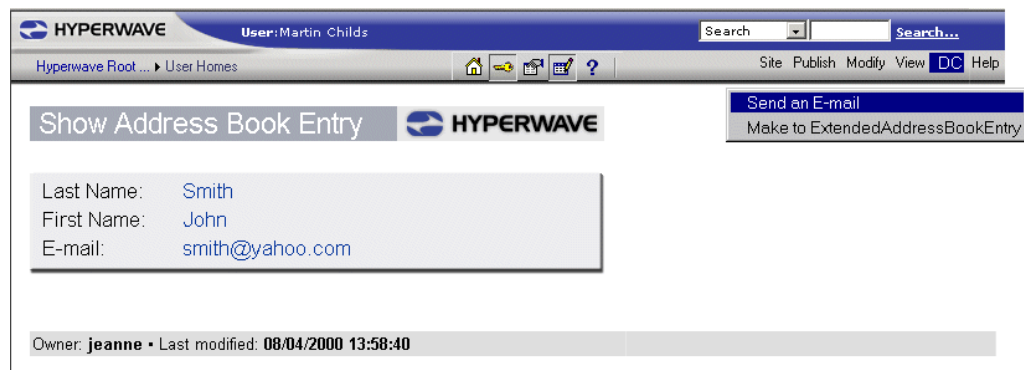 HYPERWAVE User:Martin Childs Search Search...
Hyperwave Root ... User Homes ? Site Publish Modify View DC Help
Send an E-mail
Make to ExtendedAddressBookEntry
Show Address Book Entry HYPERWAVE
Last Name: Smith
First Name: John
E-mail: smith@yahoo.com
Owner: jeanne • Last modified: 08/04/2000 13:58:40